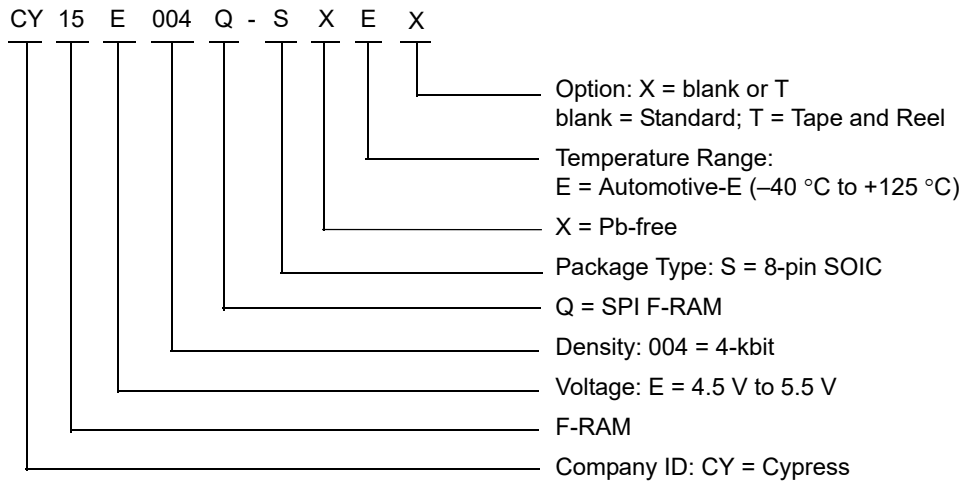 CY 15 E 004 Q - S X E X
Option: X = blank or T
blank = Standard; T = Tape and Reel
Temperature Range:
E = Automotive-E (–40 °C to +125 °C)
X = Pb-free
Package Type: S = 8-pin SOIC
Q = SPI F-RAM
Density: 004 = 4-kbit
Voltage: E = 4.5 V to 5.5 V
F-RAM
Company ID: CY = Cypress